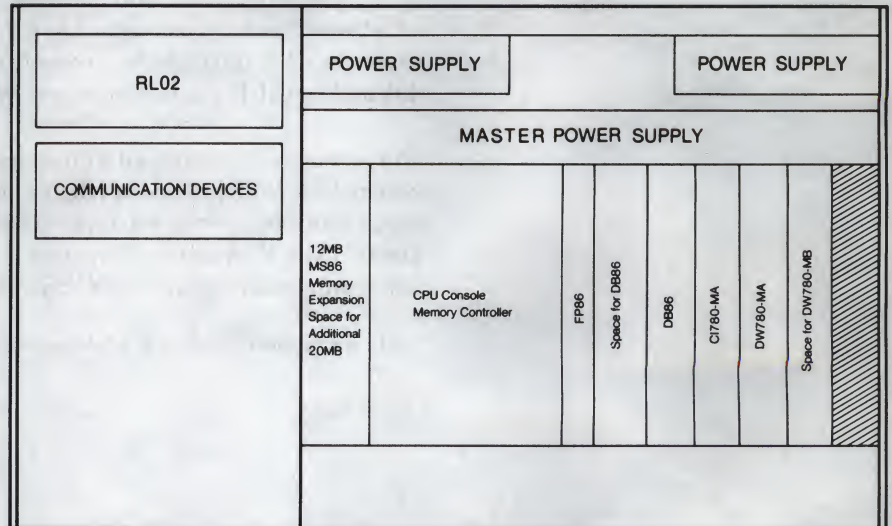 RL02
COMMUNICATION DEVICES
POWER SUPPLY
POWER SUPPLY
MASTER POWER SUPPLY
12MB
MS86
Memory
Expansion
Space for
Additional
20MB
CPU Console
Memory Controller
FP86
Space for DB86
DB86
CI780-MA
DW780-MA
Space for DW780-MB